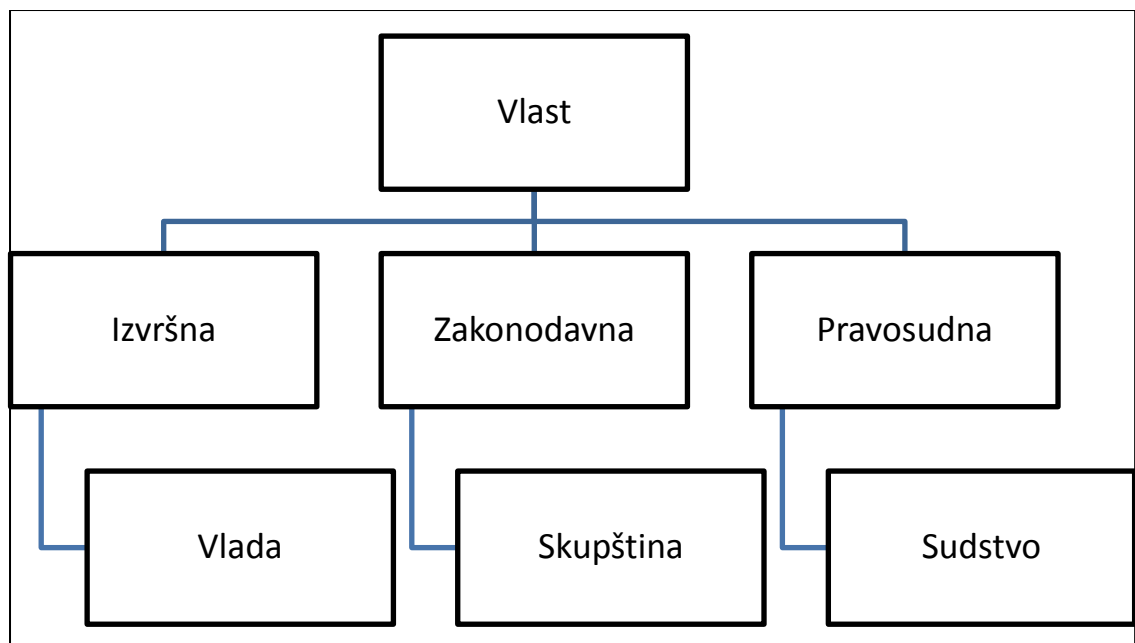 Vlast
Izvršna
Zakonodavna
Pravosudna
Vlada
Skupština
Sudstvo